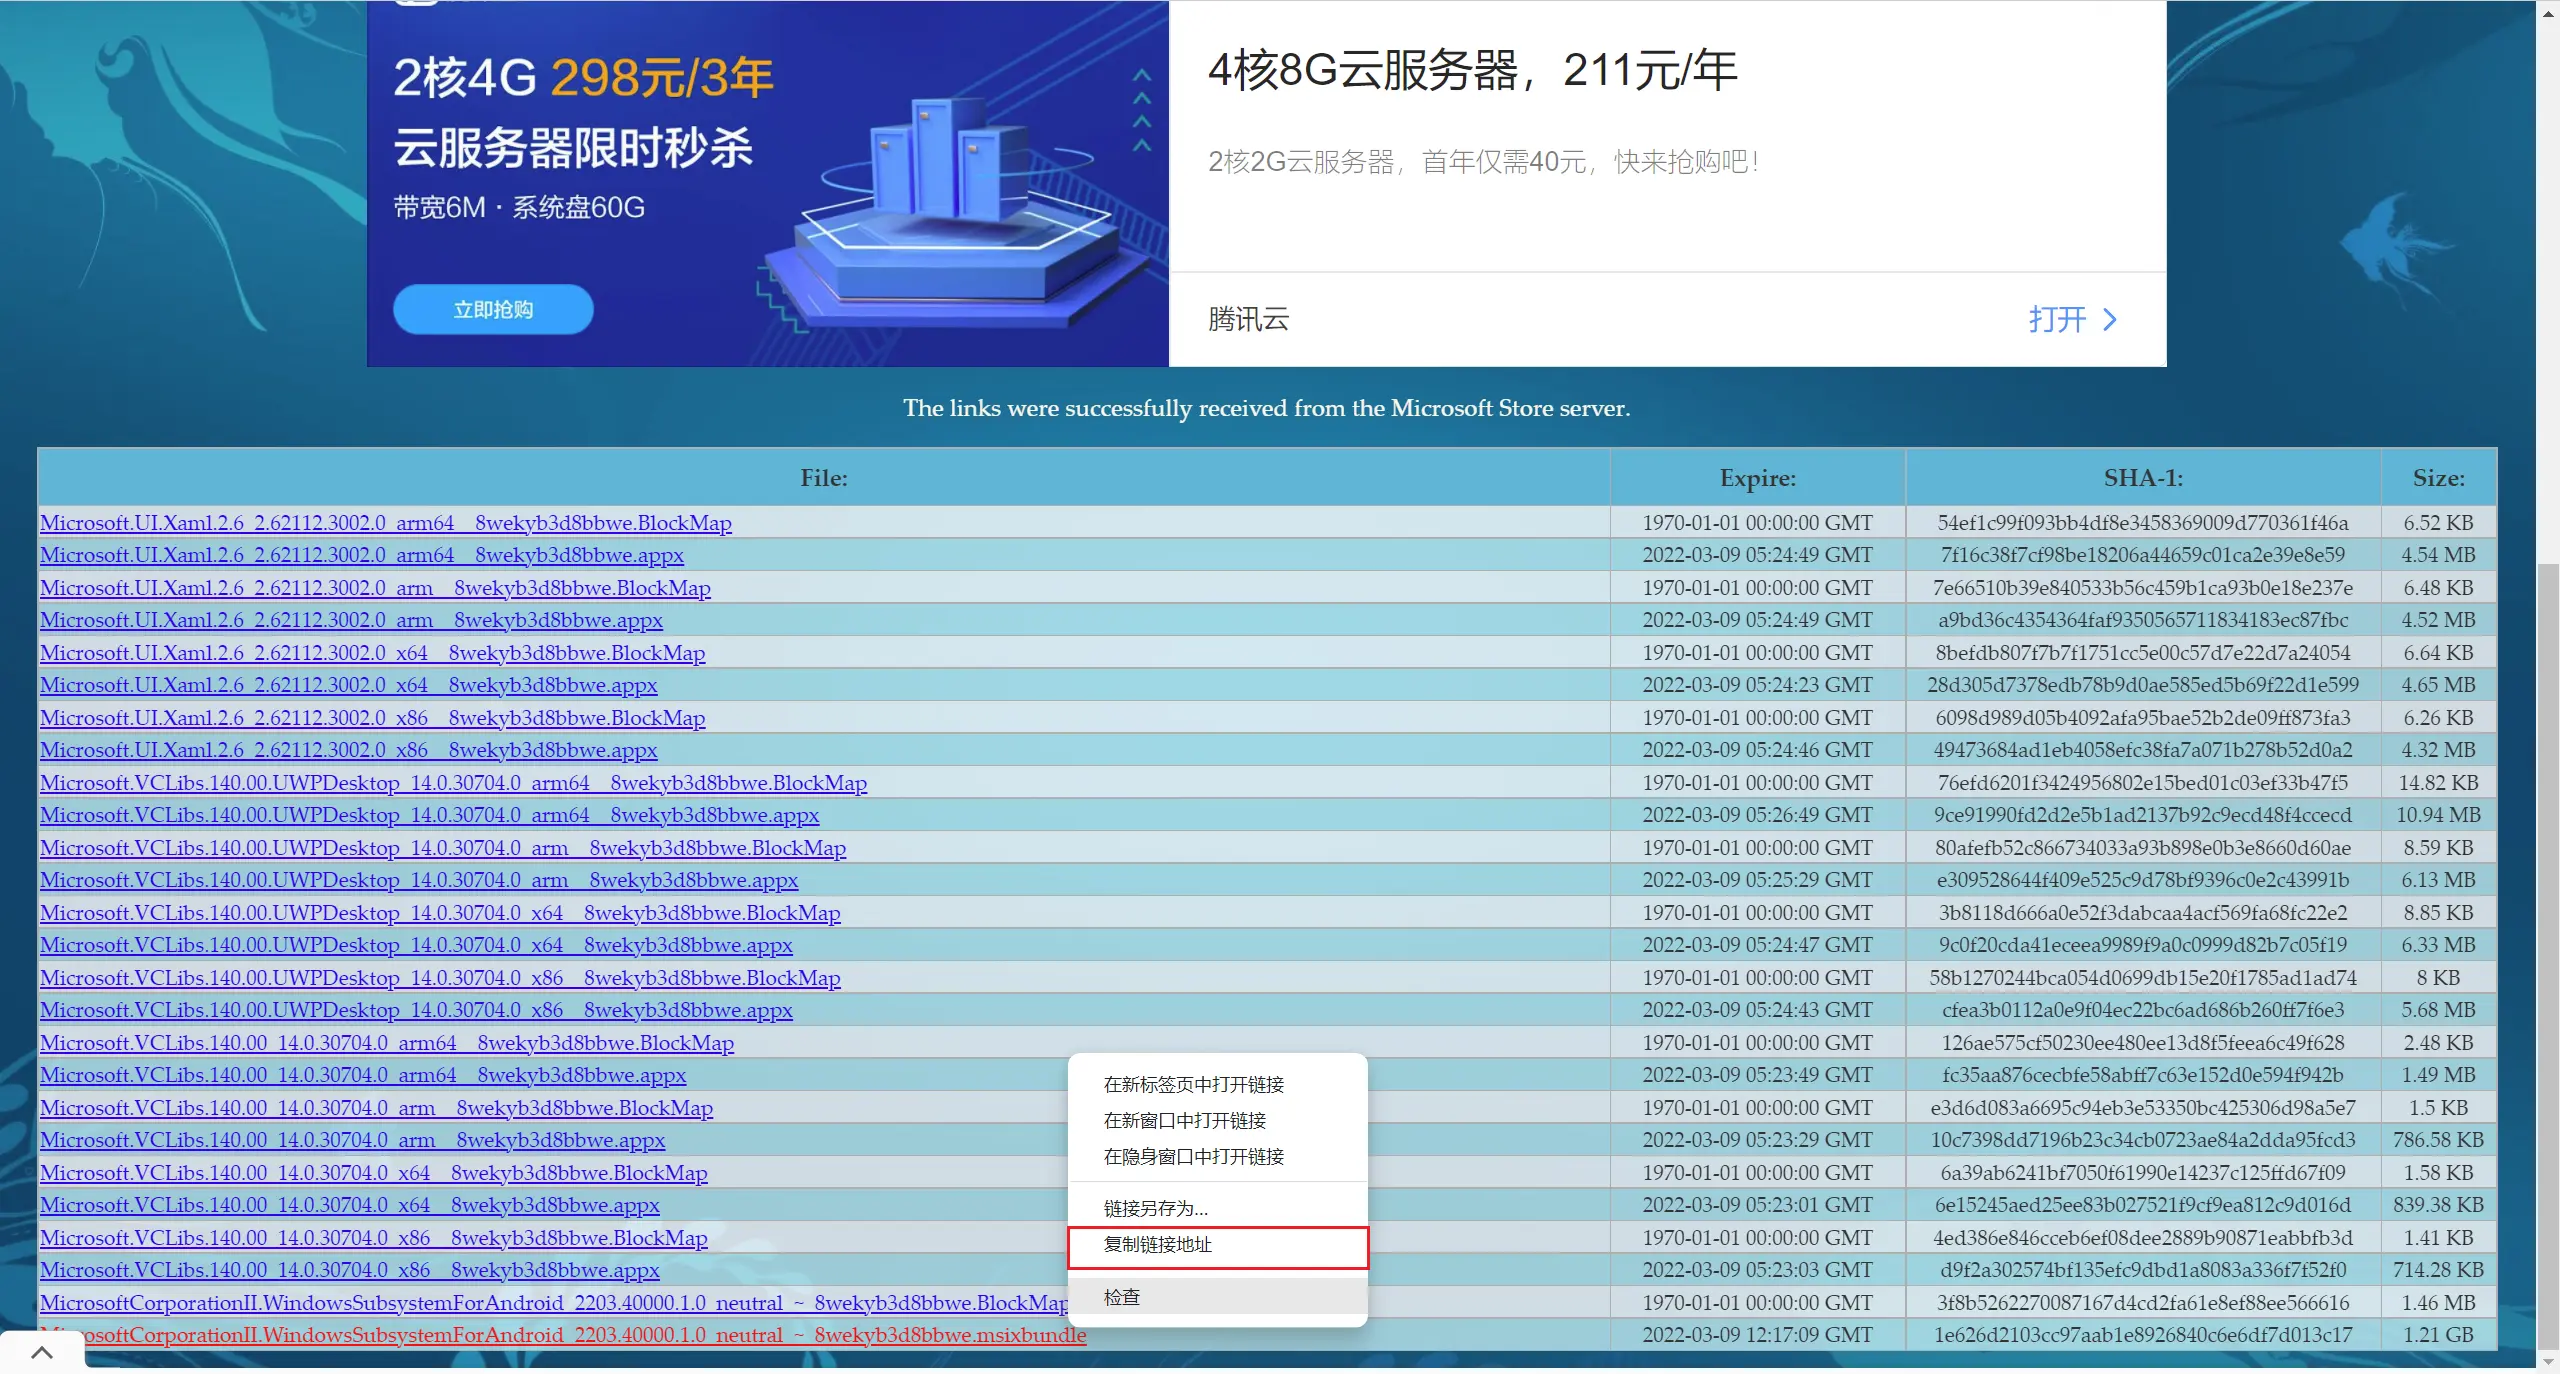 2核4G 298元/3年
云服务器限时秒杀
带宽6M · 系统盘60G
立即抢购
4核8G云服务器，211元/年
2核2G云服务器，首年仅需40元，快来抢购吧！
腾讯云
打开
The links were successfully received from the Microsoft Store server.
File: Expire: SHA-1: Size:
Microsoft.UI.Xaml.2.6_2.62112.3002.0_arm64__8wekyb3d8bbwe.BlockMap 1970-01-01 00:00:00 GMT 54ef1c99f093bb4df8e3458369009d770361f46a 6.52 KB
Microsoft.UI.Xaml.2.6_2.62112.3002.0_arm64__8wekyb3d8bbwe.appx 2022-03-09 05:24:49 GMT 7f16c38f7cf98be18206a44659c01ca2e39e8e59 4.54 MB
Microsoft.UI.Xaml.2.6_2.62112.3002.0_arm__8wekyb3d8bbwe.BlockMap 1970-01-01 00:00:00 GMT 7e66510b39e840533b56c459b1ca93b0e18e237e 6.48 KB
Microsoft.UI.Xaml.2.6_2.62112.3002.0_arm__8wekyb3d8bbwe.appx 2022-03-09 05:24:49 GMT a9bd36c4354364faf9350565711834183ec87fbc 4.52 MB
Microsoft.UI.Xaml.2.6_2.62112.3002.0_x64__8wekyb3d8bbwe.BlockMap 1970-01-01 00:00:00 GMT 8befdb807f7b7f1751cc5e00c57d7e22d7a24054 6.64 KB
Microsoft.UI.Xaml.2.6_2.62112.3002.0_x64__8wekyb3d8bbwe.appx 2022-03-09 05:24:23 GMT 28d305d7378edb78b9d0ae585ed5b69f22d1e599 4.65 MB
Microsoft.UI.Xaml.2.6_2.62112.3002.0_x86__8wekyb3d8bbwe.BlockMap 1970-01-01 00:00:00 GMT 6098d989d05b4092afa95bae52b2de09ff873fa3 6.26 KB
Microsoft.UI.Xaml.2.6_2.62112.3002.0_x86__8wekyb3d8bbwe.appx 2022-03-09 05:24:46 GMT 49473684ad1eb4058efc38fa7a071b278b52d0a2 4.32 MB
Microsoft.VCLibs.140.00.UWPDesktop_14.0.30704.0_arm64__8wekyb3d8bbwe.BlockMap 1970-01-01 00:00:00 GMT 76efd6201f3424956802e15bed01c03ef33b47f5 14.82 KB
Microsoft.VCLibs.140.00.UWPDesktop_14.0.30704.0_arm64__8wekyb3d8bbwe.appx 2022-03-09 05:26:49 GMT 9ce91990fd2d2e5b1ad2137b92c9ecd48f4ccecd 10.94 MB
Microsoft.VCLibs.140.00.UWPDesktop_14.0.30704.0_arm__8wekyb3d8bbwe.BlockMap 1970-01-01 00:00:00 GMT 80afefb52c866734033a93b898e0b3e8660d60ae 8.59 KB
Microsoft.VCLibs.140.00.UWPDesktop_14.0.30704.0_arm__8wekyb3d8bbwe.appx 2022-03-09 05:25:29 GMT e309528644f409e525c9d78bf9396c0e2c43991b 6.13 MB
Microsoft.VCLibs.140.00.UWPDesktop_14.0.30704.0_x64__8wekyb3d8bbwe.BlockMap 1970-01-01 00:00:00 GMT 3b8118d666a0e52f3dabcaa4acf569fa68fc22e2 8.85 KB
Microsoft.VCLibs.140.00.UWPDesktop_14.0.30704.0_x64__8wekyb3d8bbwe.appx 2022-03-09 05:24:47 GMT 9c0f20cda41eceea9989f9a0c0999d82b7c05f19 6.33 MB
Microsoft.VCLibs.140.00.UWPDesktop_14.0.30704.0_x86__8wekyb3d8bbwe.BlockMap 1970-01-01 00:00:00 GMT 58b1270244bca054d0699db15e20f1785ad1ad74 8 KB
Microsoft.VCLibs.140.00.UWPDesktop_14.0.30704.0_x86__8wekyb3d8bbwe.appx 2022-03-09 05:24:43 GMT cfea3b0112a0e9f04ec22bc6ad686b260ff7f6e3 5.68 MB
Microsoft.VCLibs.140.00_14.0.30704.0_arm64__8wekyb3d8bbwe.BlockMap 1970-01-01 00:00:00 GMT 126ae575cf50230ee480ee13d8f5feea6c49f628 2.48 KB
Microsoft.VCLibs.140.00_14.0.30704.0_arm64__8wekyb3d8bbwe.appx 2022-03-09 05:23:49 GMT fc35aa876cecbfe58abff7c63e152d0e594f942b 1.49 MB
Microsoft.VCLibs.140.00_14.0.30704.0_arm__8wekyb3d8bbwe.BlockMap 1970-01-01 00:00:00 GMT e3d6d083a6695c94eb3e53350bc425306d98a5e7 1.5 KB
Microsoft.VCLibs.140.00_14.0.30704.0_arm__8wekyb3d8bbwe.appx 2022-03-09 05:23:29 GMT 10c7398dd7196b23c34cb0723ae84a2dda95fcd3 786.58 KB
Microsoft.VCLibs.140.00_14.0.30704.0_x64__8wekyb3d8bbwe.BlockMap 1970-01-01 00:00:00 GMT 6a39ab6241bf7050f61990e14237c125ffd67f09 1.58 KB
Microsoft.VCLibs.140.00_14.0.30704.0_x64__8wekyb3d8bbwe.appx 2022-03-09 05:23:01 GMT 6e15245aed25ee83b027521f9cf9ea812c9d016d 839.38 KB
Microsoft.VCLibs.140.00_14.0.30704.0_x86__8wekyb3d8bbwe.BlockMap 1970-01-01 00:00:00 GMT 4ed386e846cceb6ef08dee2889b90871eabbfb3d 1.41 KB
Microsoft.VCLibs.140.00_14.0.30704.0_x86__8wekyb3d8bbwe.appx 2022-03-09 05:23:03 GMT d9f2a302574bf135efc9dbd1a8083a336f7f52f0 714.28 KB
MicrosoftCorporationII.WindowsSubsystemForAndroid_2203.40000.1.0_neutral_~_8wekyb3d8bbwe.BlockMap 1970-01-01 00:00:00 GMT 3f8b5262270087167d4cd2fa61e8ef88ee566616 1.46 MB
osoftCorporationII.WindowsSubsystemForAndroid_2203.40000.1.0_neutral_~_8wekyb3d8bbwe.msixbundle 2022-03-09 12:17:09 GMT 1e626d2103cc97aab1e8926840c6e6df7d013c17 1.21 GB
在新标签页中打开链接
在新窗口中打开链接
在隐身窗口中打开链接
链接另存为...
复制链接地址
检查